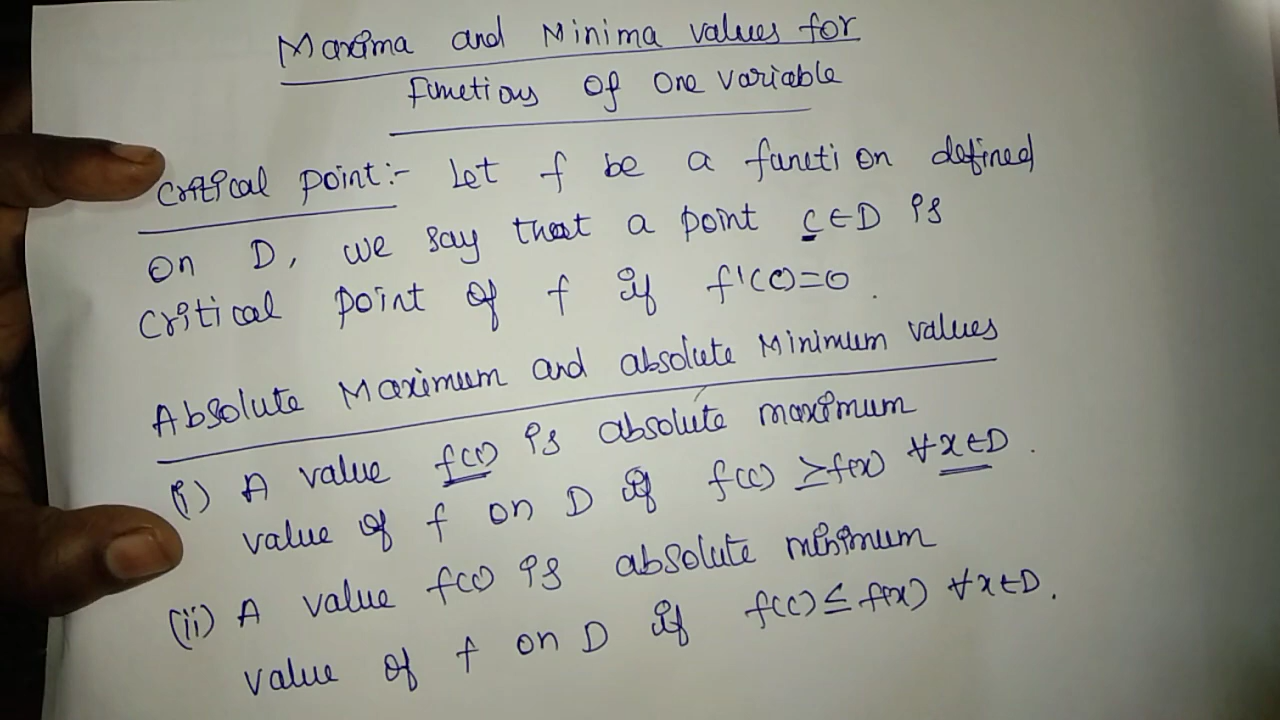 Maxima and Minima values for
functions of one variable
Critical point:- Let f be a function defined
on D, we say that a point c∈D is
critical point of f if f'(c)=0.
Absolute Maximum and absolute Minimum values
(i) A value f(c) is absolute maximum
value of f on D if f(c) ≥f(x) ∀x∈D.
(ii) A value f(c) is absolute minimum
value of f on D if f(c)≤f(x) ∀x∈D.